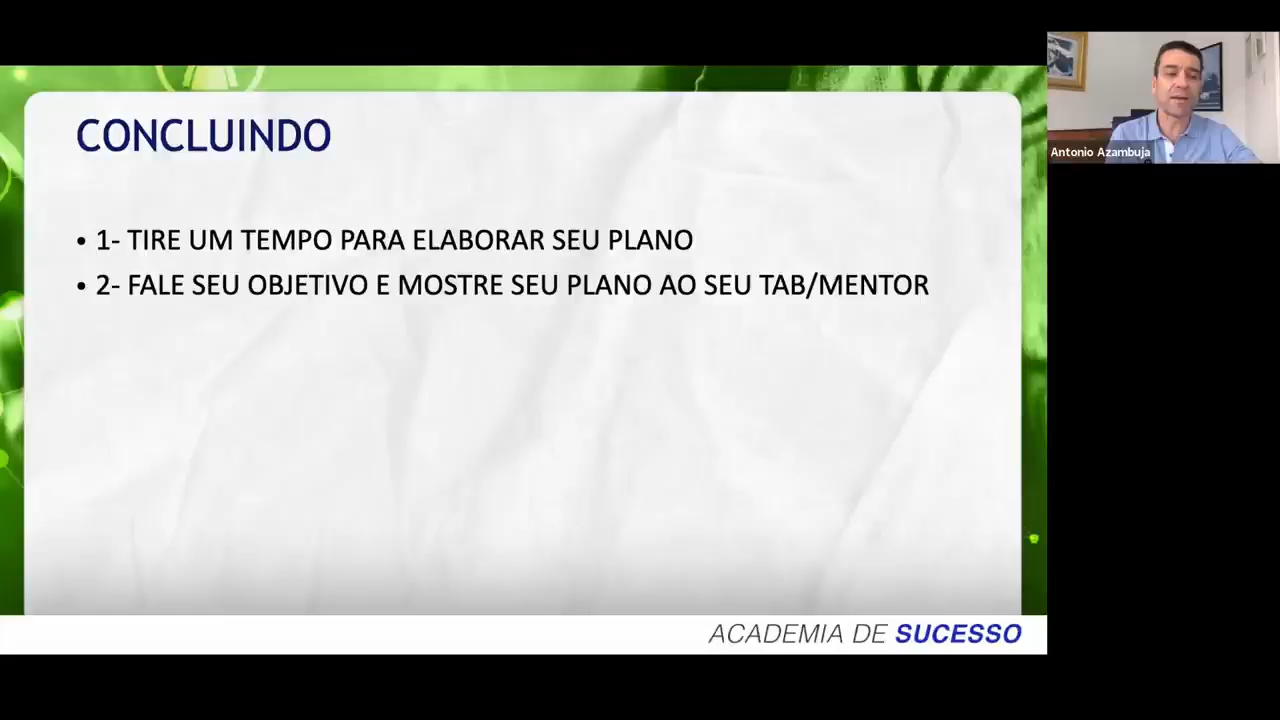 CONCLUINDO
• 1- TIRE UM TEMPO PARA ELABORAR SEU PLANO
• 2- FALE SEU OBJETIVO E MOSTRE SEU PLANO AO SEU TAB/MENTOR
ACADEMIA DE SUCESSO
Antonio Azambuja